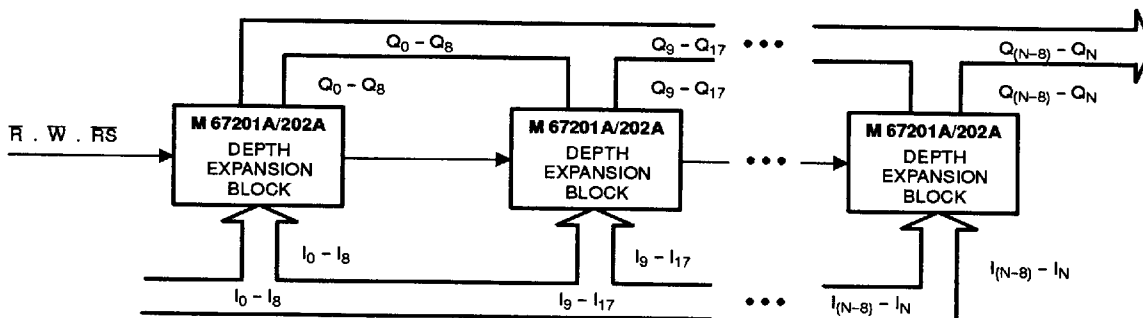 Q₀ – Q₈ Q₉ – Q₁₇ ••• Q₍N–8₎ – QN
Q₀ – Q₈ Q₉ – Q₁₇ Q₍N–8₎ – QN
R̅ . W̅ . R̅S̅
M 67201A/202A
DEPTH
EXPANSION
BLOCK
M 67201A/202A
DEPTH
EXPANSION
BLOCK
•••
M 67201A/202A
DEPTH
EXPANSION
BLOCK
I₀ – I₈ I₉ – I₁₇ I₍N–8₎ – IN
I₀ – I₈ I₉ – I₁₇ ••• I₍N–8₎ – IN